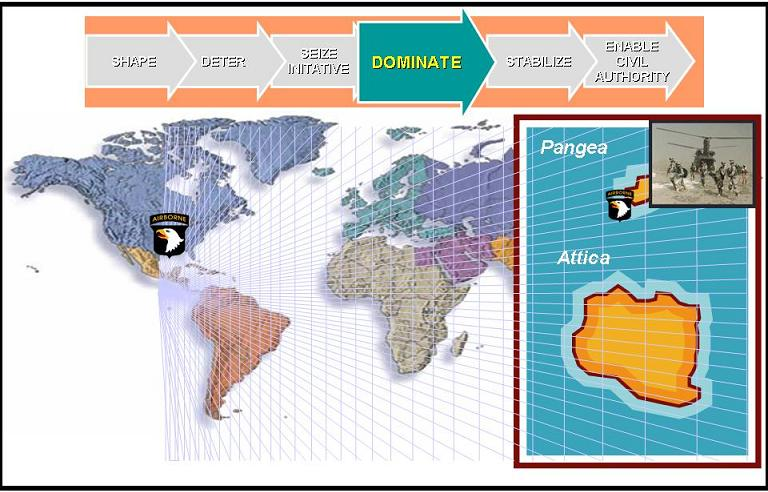 SHAPE
DETER
SEIZE
INITATIVE
DOMINATE
STABILIZE
ENABLE
CIVIL
AUTHORITY
Pangea
AIRBORNE
AIRBORNE
Attica